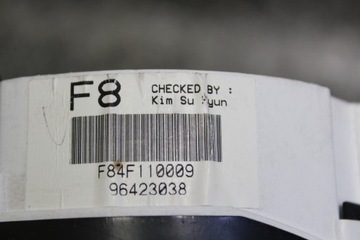 F8 CHECKED BY :
Kim Su Hyun
F84F110009
96423038